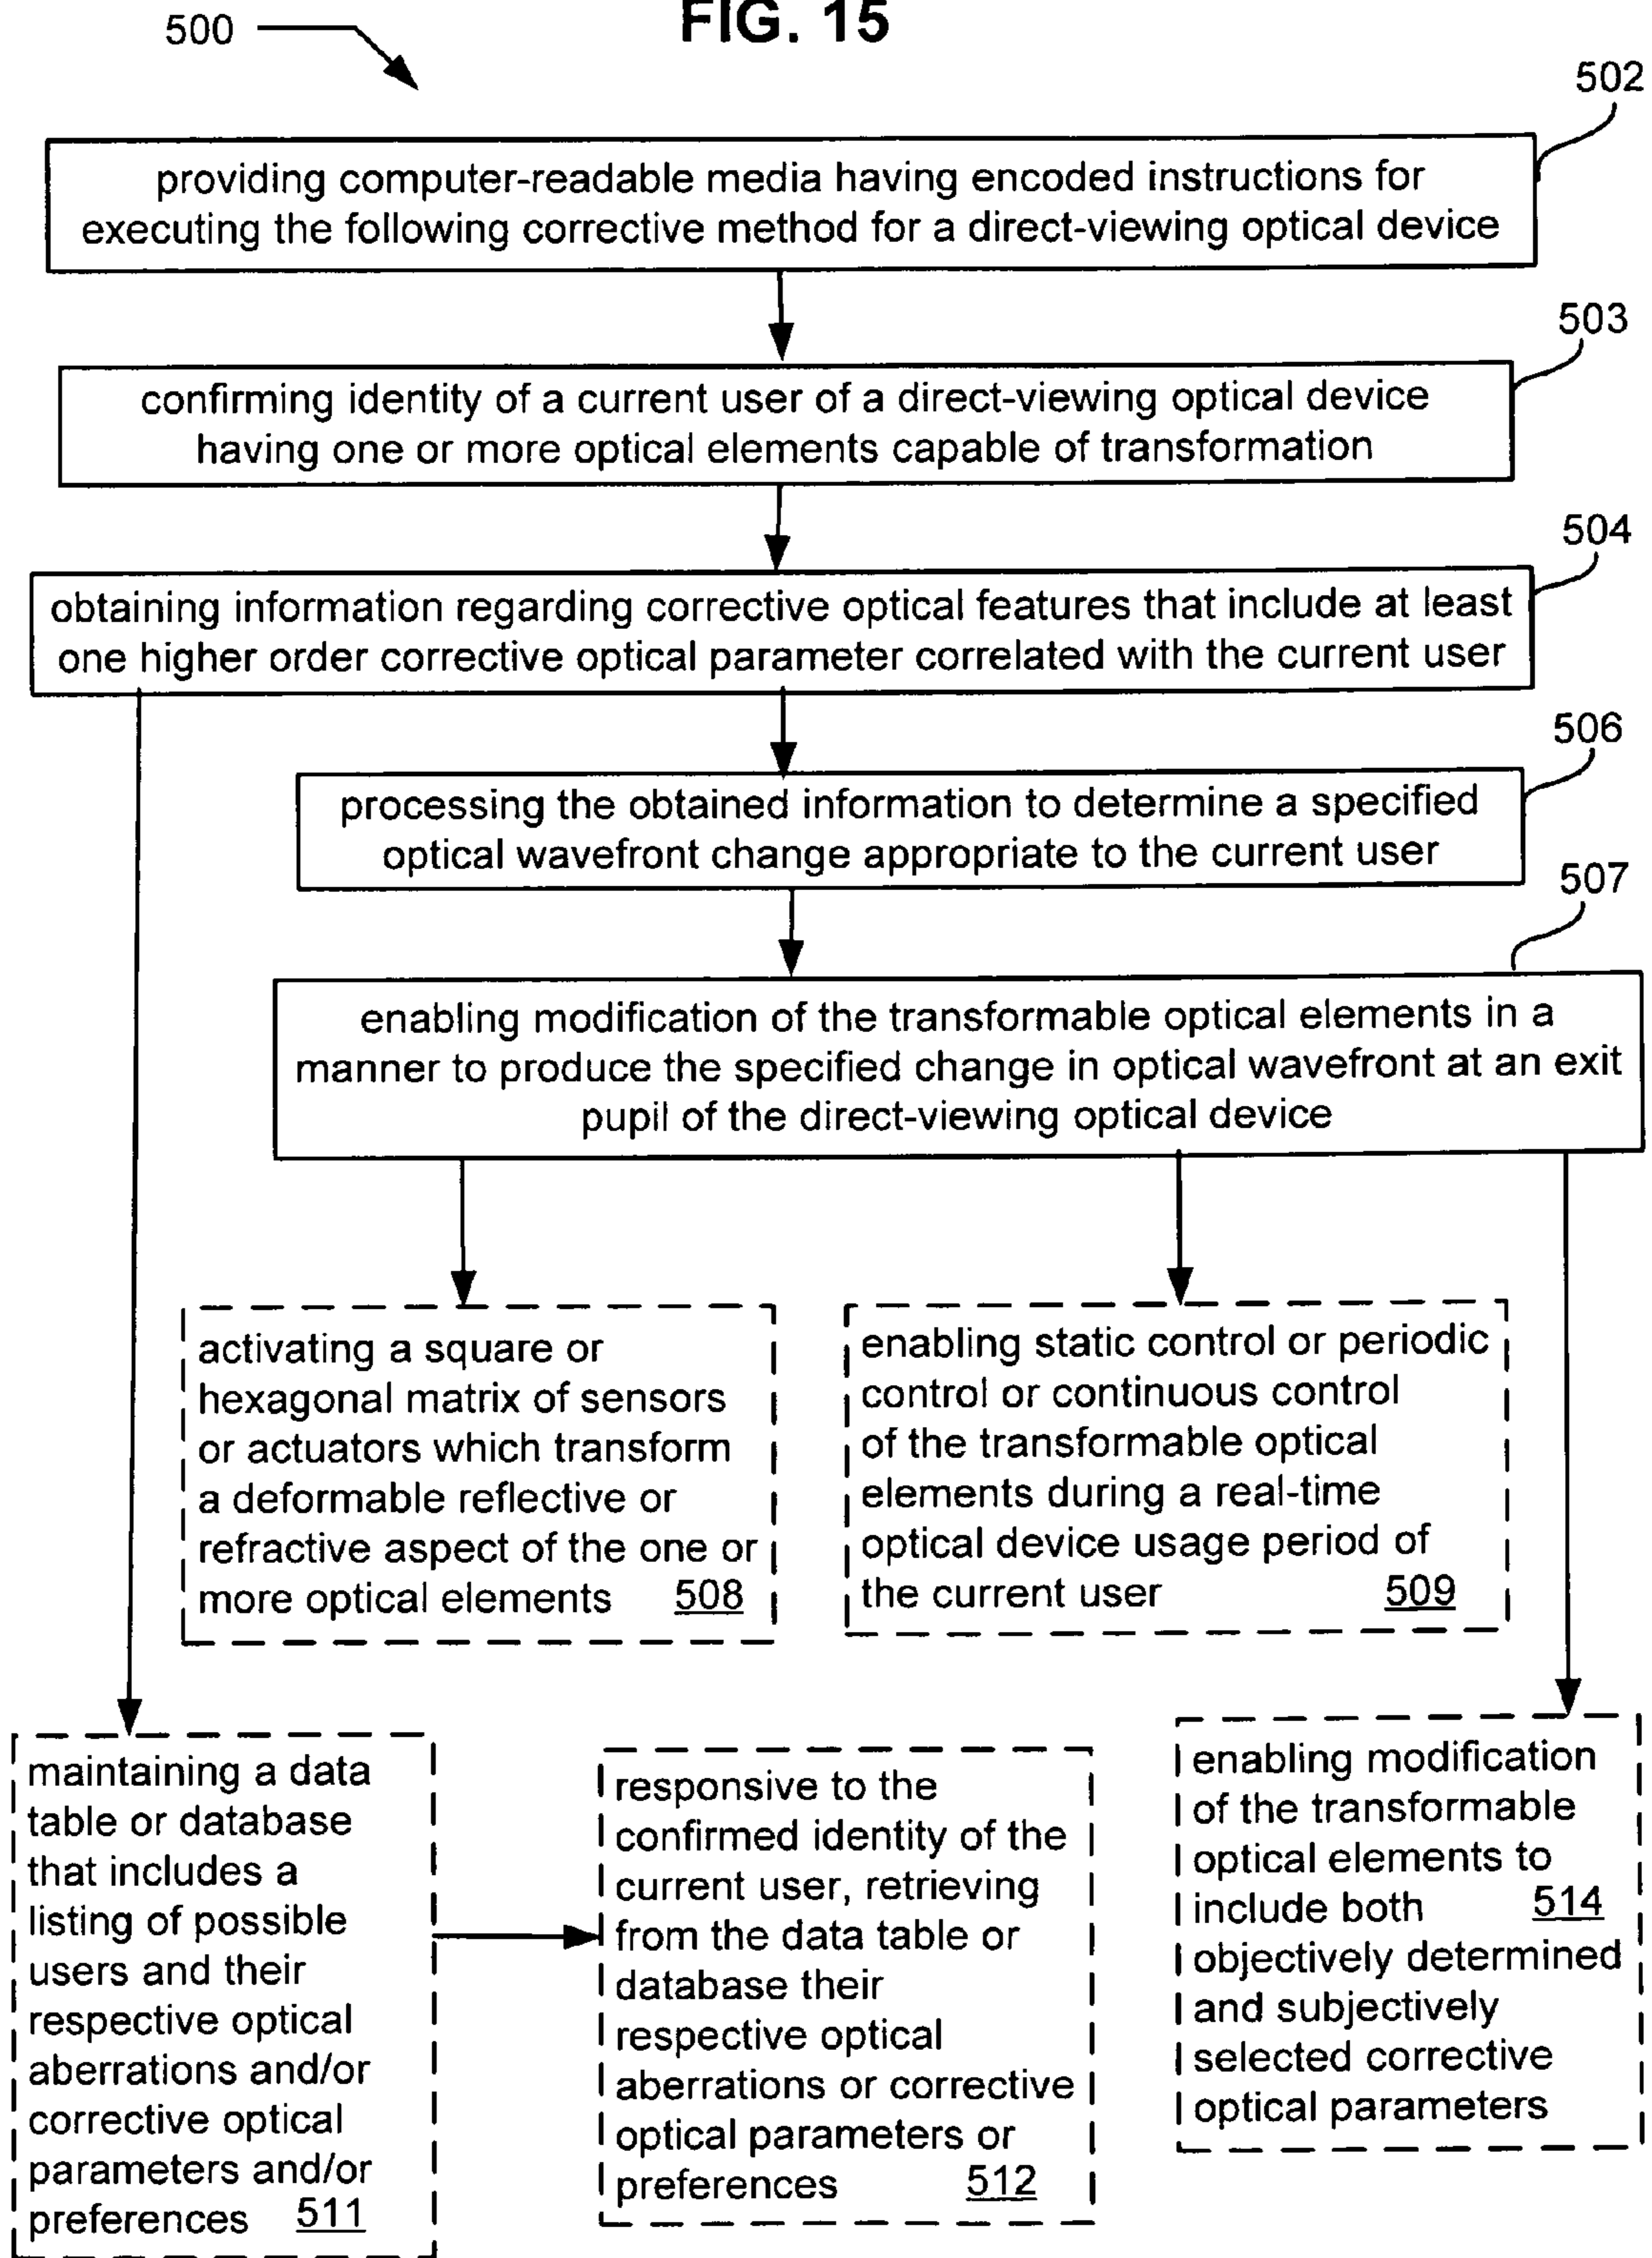 FIG. 15
500
502
providing computer-readable media having encoded instructions for
executing the following corrective method for a direct-viewing optical device
503
confirming identity of a current user of a direct-viewing optical device
having one or more optical elements capable of transformation
504
obtaining information regarding corrective optical features that include at least
one higher order corrective optical parameter correlated with the current user
506
processing the obtained information to determine a specified
optical wavefront change appropriate to the current user
507
enabling modification of the transformable optical elements in a
manner to produce the specified change in optical wavefront at an exit
pupil of the direct-viewing optical device
activating a square or
hexagonal matrix of sensors
or actuators which transform
a deformable reflective or
refractive aspect of the one or
more optical elements 508
enabling static control or periodic
control or continuous control
of the transformable optical
elements during a real-time
optical device usage period of
the current user 509
maintaining a data
table or database
that includes a
listing of possible
users and their
respective optical
aberrations and/or
corrective optical
parameters and/or
preferences 511
responsive to the
confirmed identity of the
current user, retrieving
from the data table or
database their
respective optical
aberrations or corrective
optical parameters or
preferences 512
enabling modification
of the transformable
optical elements to
include both 514
objectively determined
and subjectively
selected corrective
optical parameters